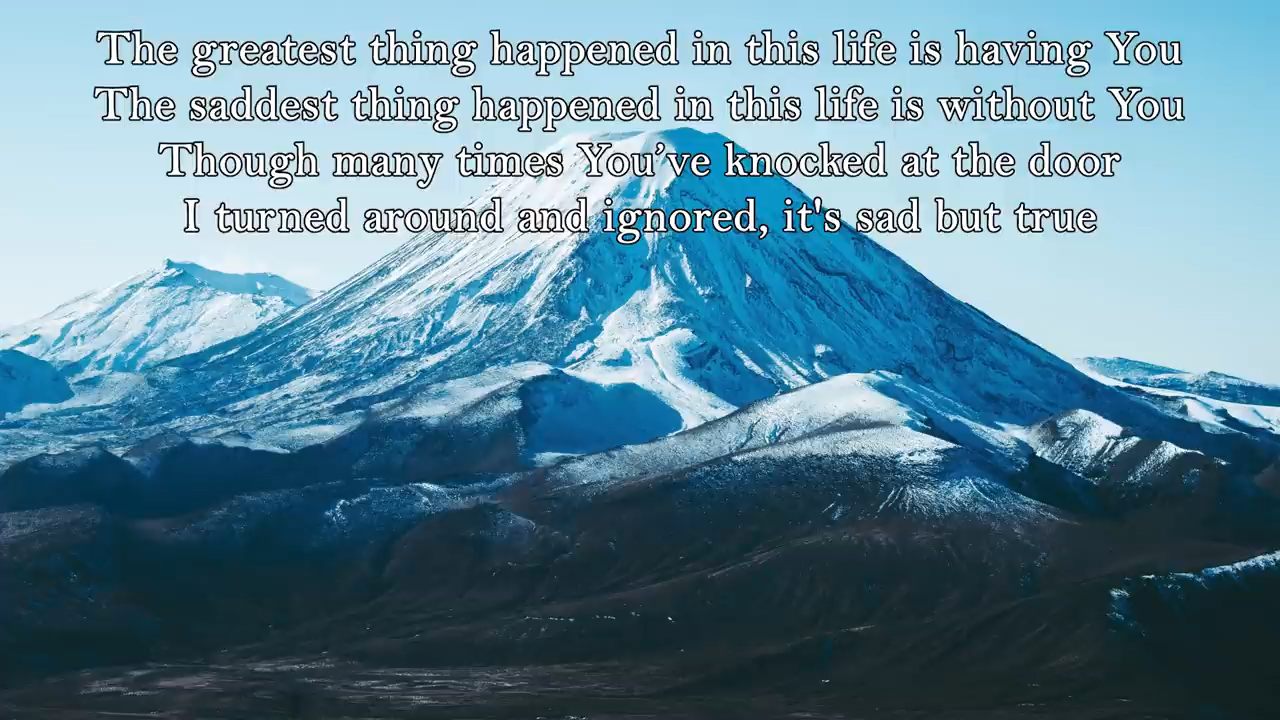 The greatest thing happened in this life is having You
The saddest thing happened in this life is without You
Though many times You’ve knocked at the door
I turned around and ignored, it's sad but true